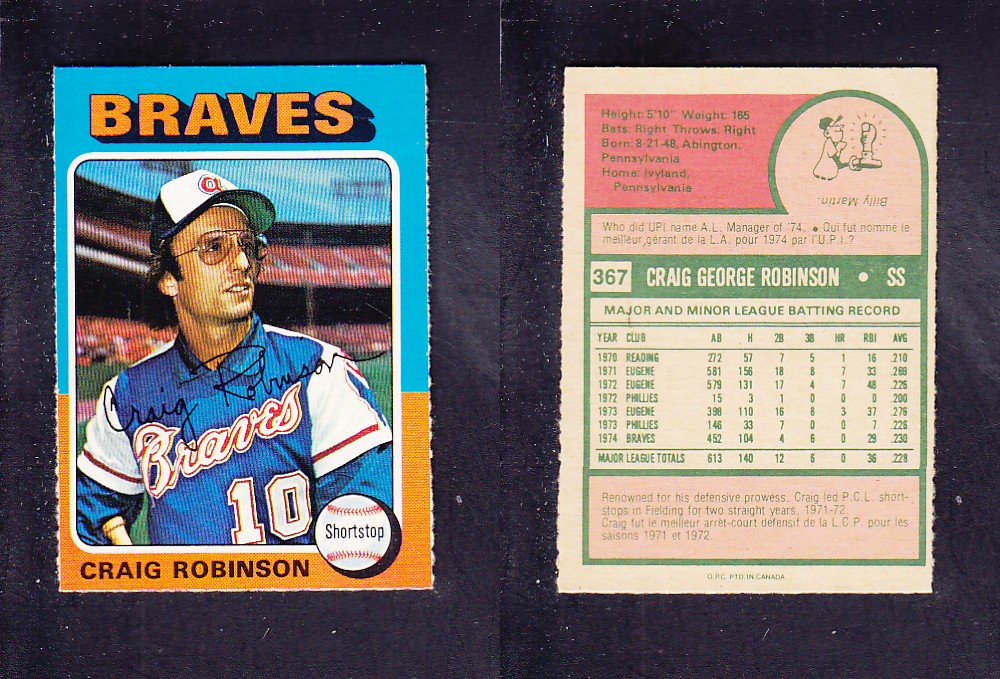 BRAVES
Craig Robinson
Braves
10
Shortstop
CRAIG ROBINSON
Height: 5'10" Weight: 165
Bats: Right Throws: Right
Born: 8-21-48, Abington,
Pennsylvania
Home: Ivyland,
Pennsylvania
Billy Martin.
Who did UPI name A.L. Manager of '74. • Qui fut nommé le
meilleur gérant de la L.A. pour 1974 par l'U.P.I.?
367 CRAIG GEORGE ROBINSON • SS
MAJOR AND MINOR LEAGUE BATTING RECORD
YEAR CLUB AB H 2B 3B HR RBI AVG
1970 READING 272 57 7 5 1 16 .210
1971 EUGENE 581 156 18 8 7 33 .269
1972 EUGENE 579 131 17 4 7 48 .226
1972 PHILLIES 15 3 1 0 0 0 .200
1973 EUGENE 398 110 16 8 3 37 .276
1973 PHILLIES 146 33 7 0 0 7 .226
1974 BRAVES 452 104 4 6 0 29 .230
MAJOR LEAGUE TOTALS 613 140 12 6 0 36 .228
Renowned for his defensive prowess, Craig led P.C.L. short-
stops in Fielding for two straight years, 1971-72.
Craig fut le meilleur arrêt-court défensif de la L.C.P. pour les
saisons 1971 et 1972.
O.P.C. PTD. IN CANADA